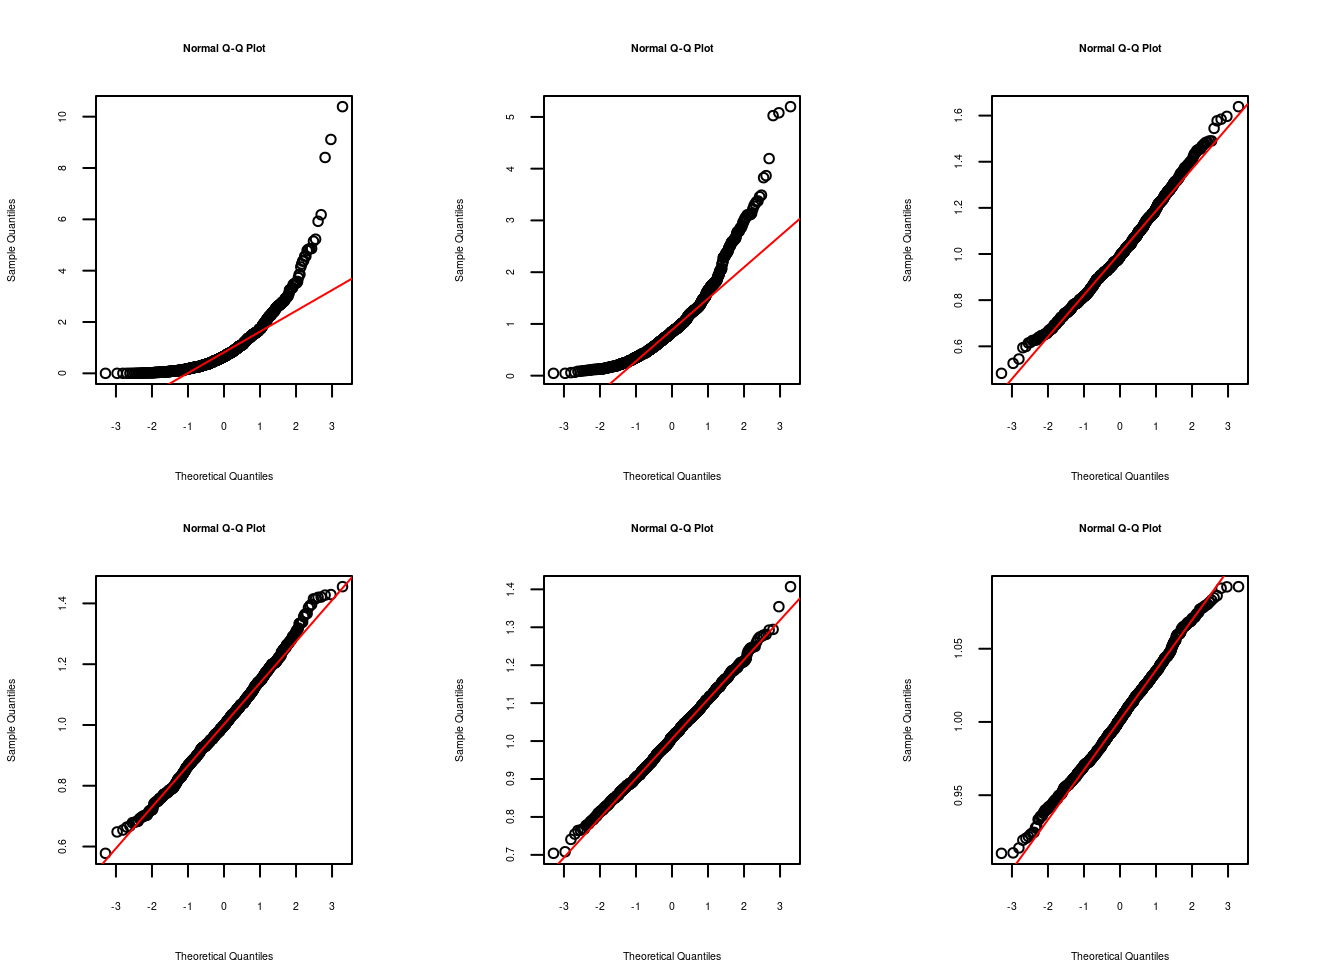 Normal Q-Q Plot
Sample Quantiles
0 2 4 6 8 10
-3 -2 -1 0 1 2 3
Theoretical Quantiles
Normal Q-Q Plot
Sample Quantiles
0 1 2 3 4 5
-3 -2 -1 0 1 2 3
Theoretical Quantiles
Normal Q-Q Plot
Sample Quantiles
0.6 0.8 1.0 1.2 1.4 1.6
-3 -2 -1 0 1 2 3
Theoretical Quantiles
Normal Q-Q Plot
Sample Quantiles
0.6 0.8 1.0 1.2 1.4
-3 -2 -1 0 1 2 3
Theoretical Quantiles
Normal Q-Q Plot
Sample Quantiles
0.7 0.8 0.9 1.0 1.1 1.2 1.3 1.4
-3 -2 -1 0 1 2 3
Theoretical Quantiles
Normal Q-Q Plot
Sample Quantiles
0.95 1.00 1.05
-3 -2 -1 0 1 2 3
Theoretical Quantiles